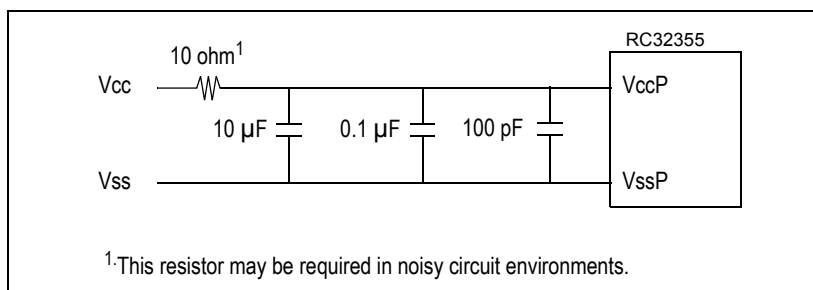 RC32355
10 ohm1
Vcc
VccP
10 µF
0.1 µF
100 pF
Vss
VssP
1.This resistor may be required in noisy circuit environments.